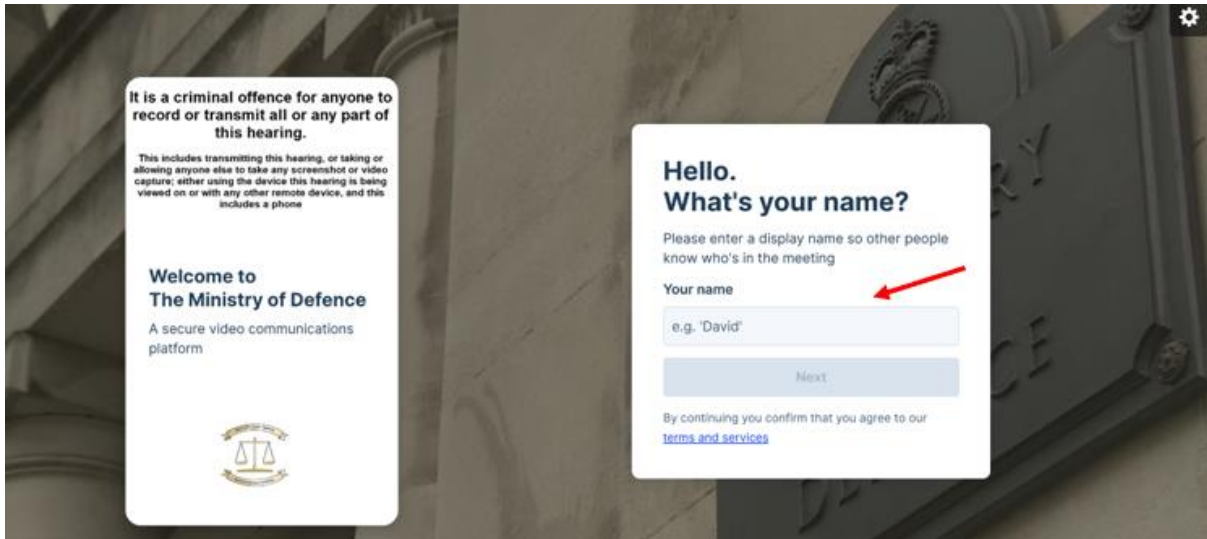 It is a criminal offence for anyone to
record or transmit all or any part of
this hearing.
This includes transmitting this hearing, or taking or
allowing anyone else to take any screenshot or video
capture; either using the device this hearing is being
viewed on or with any other remote device, and this
includes a phone
Welcome to
The Ministry of Defence
A secure video communications
platform
Hello.
What's your name?
Please enter a display name so other people
know who's in the meeting
Your name
e.g. 'David'
Next
By continuing you confirm that you agree to our
terms and services